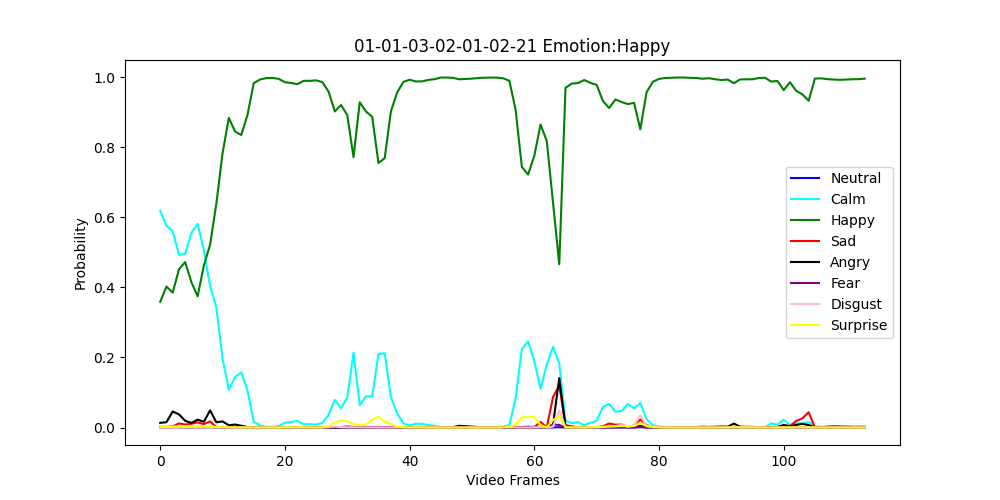 01-01-03-02-01-02-21 Emotion:Happy
1.0
0.8
0.6
0.4
0.2
0.0
Probability
0 20 40 60 80 100
Video Frames
Neutral
Calm
Happy
Sad
Angry
Fear
Disgust
Surprise